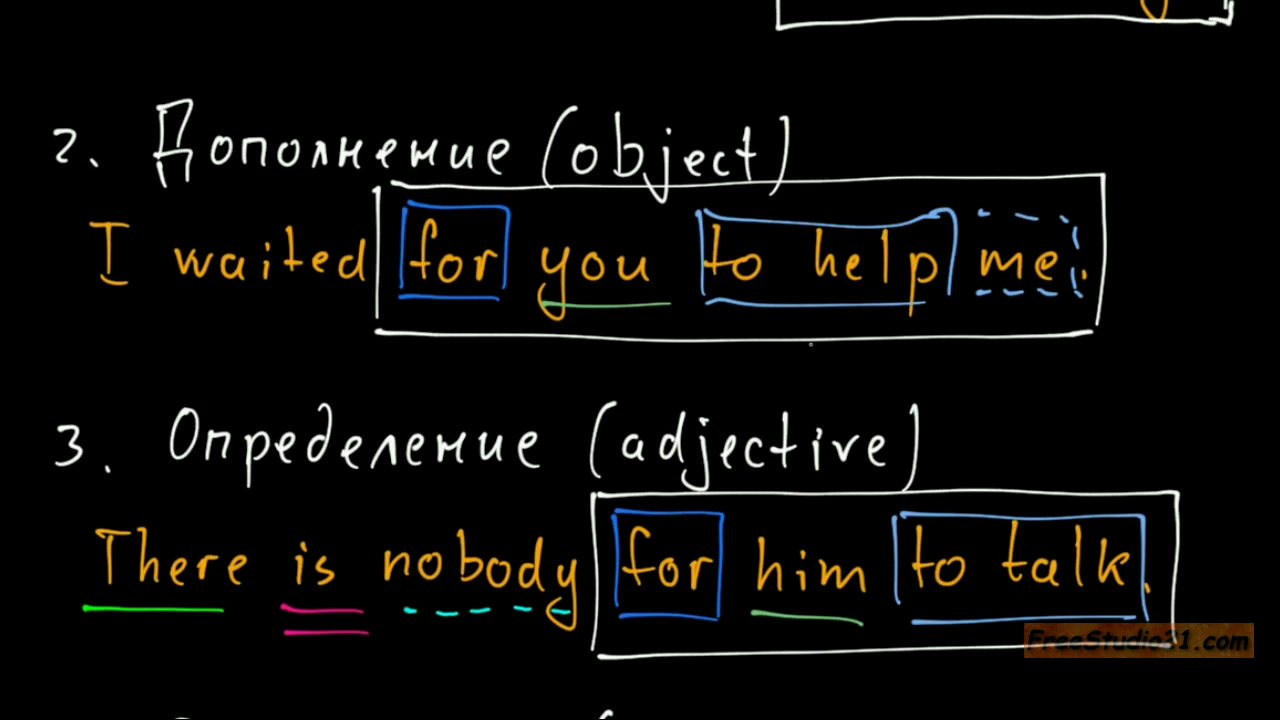 2. Дополнение (object)
I waited for you to help me.
3. Определение (adjective)
There is nobody for him to talk.
FreeStudio31.com